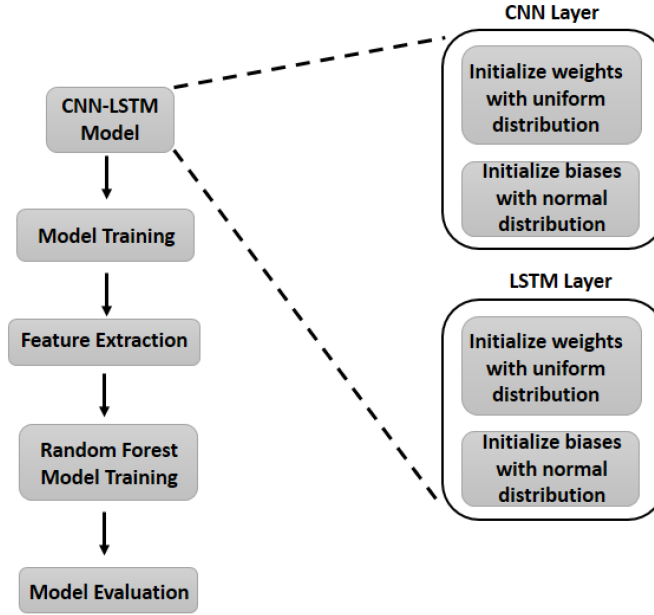 CNN-LSTM
Model
Model Training
Feature Extraction
Random Forest
Model Training
Model Evaluation
CNN Layer
Initialize weights
with uniform
distribution
Initialize biases
with normal
distribution
LSTM Layer
Initialize weights
with uniform
distribution
Initialize biases
with normal
distribution